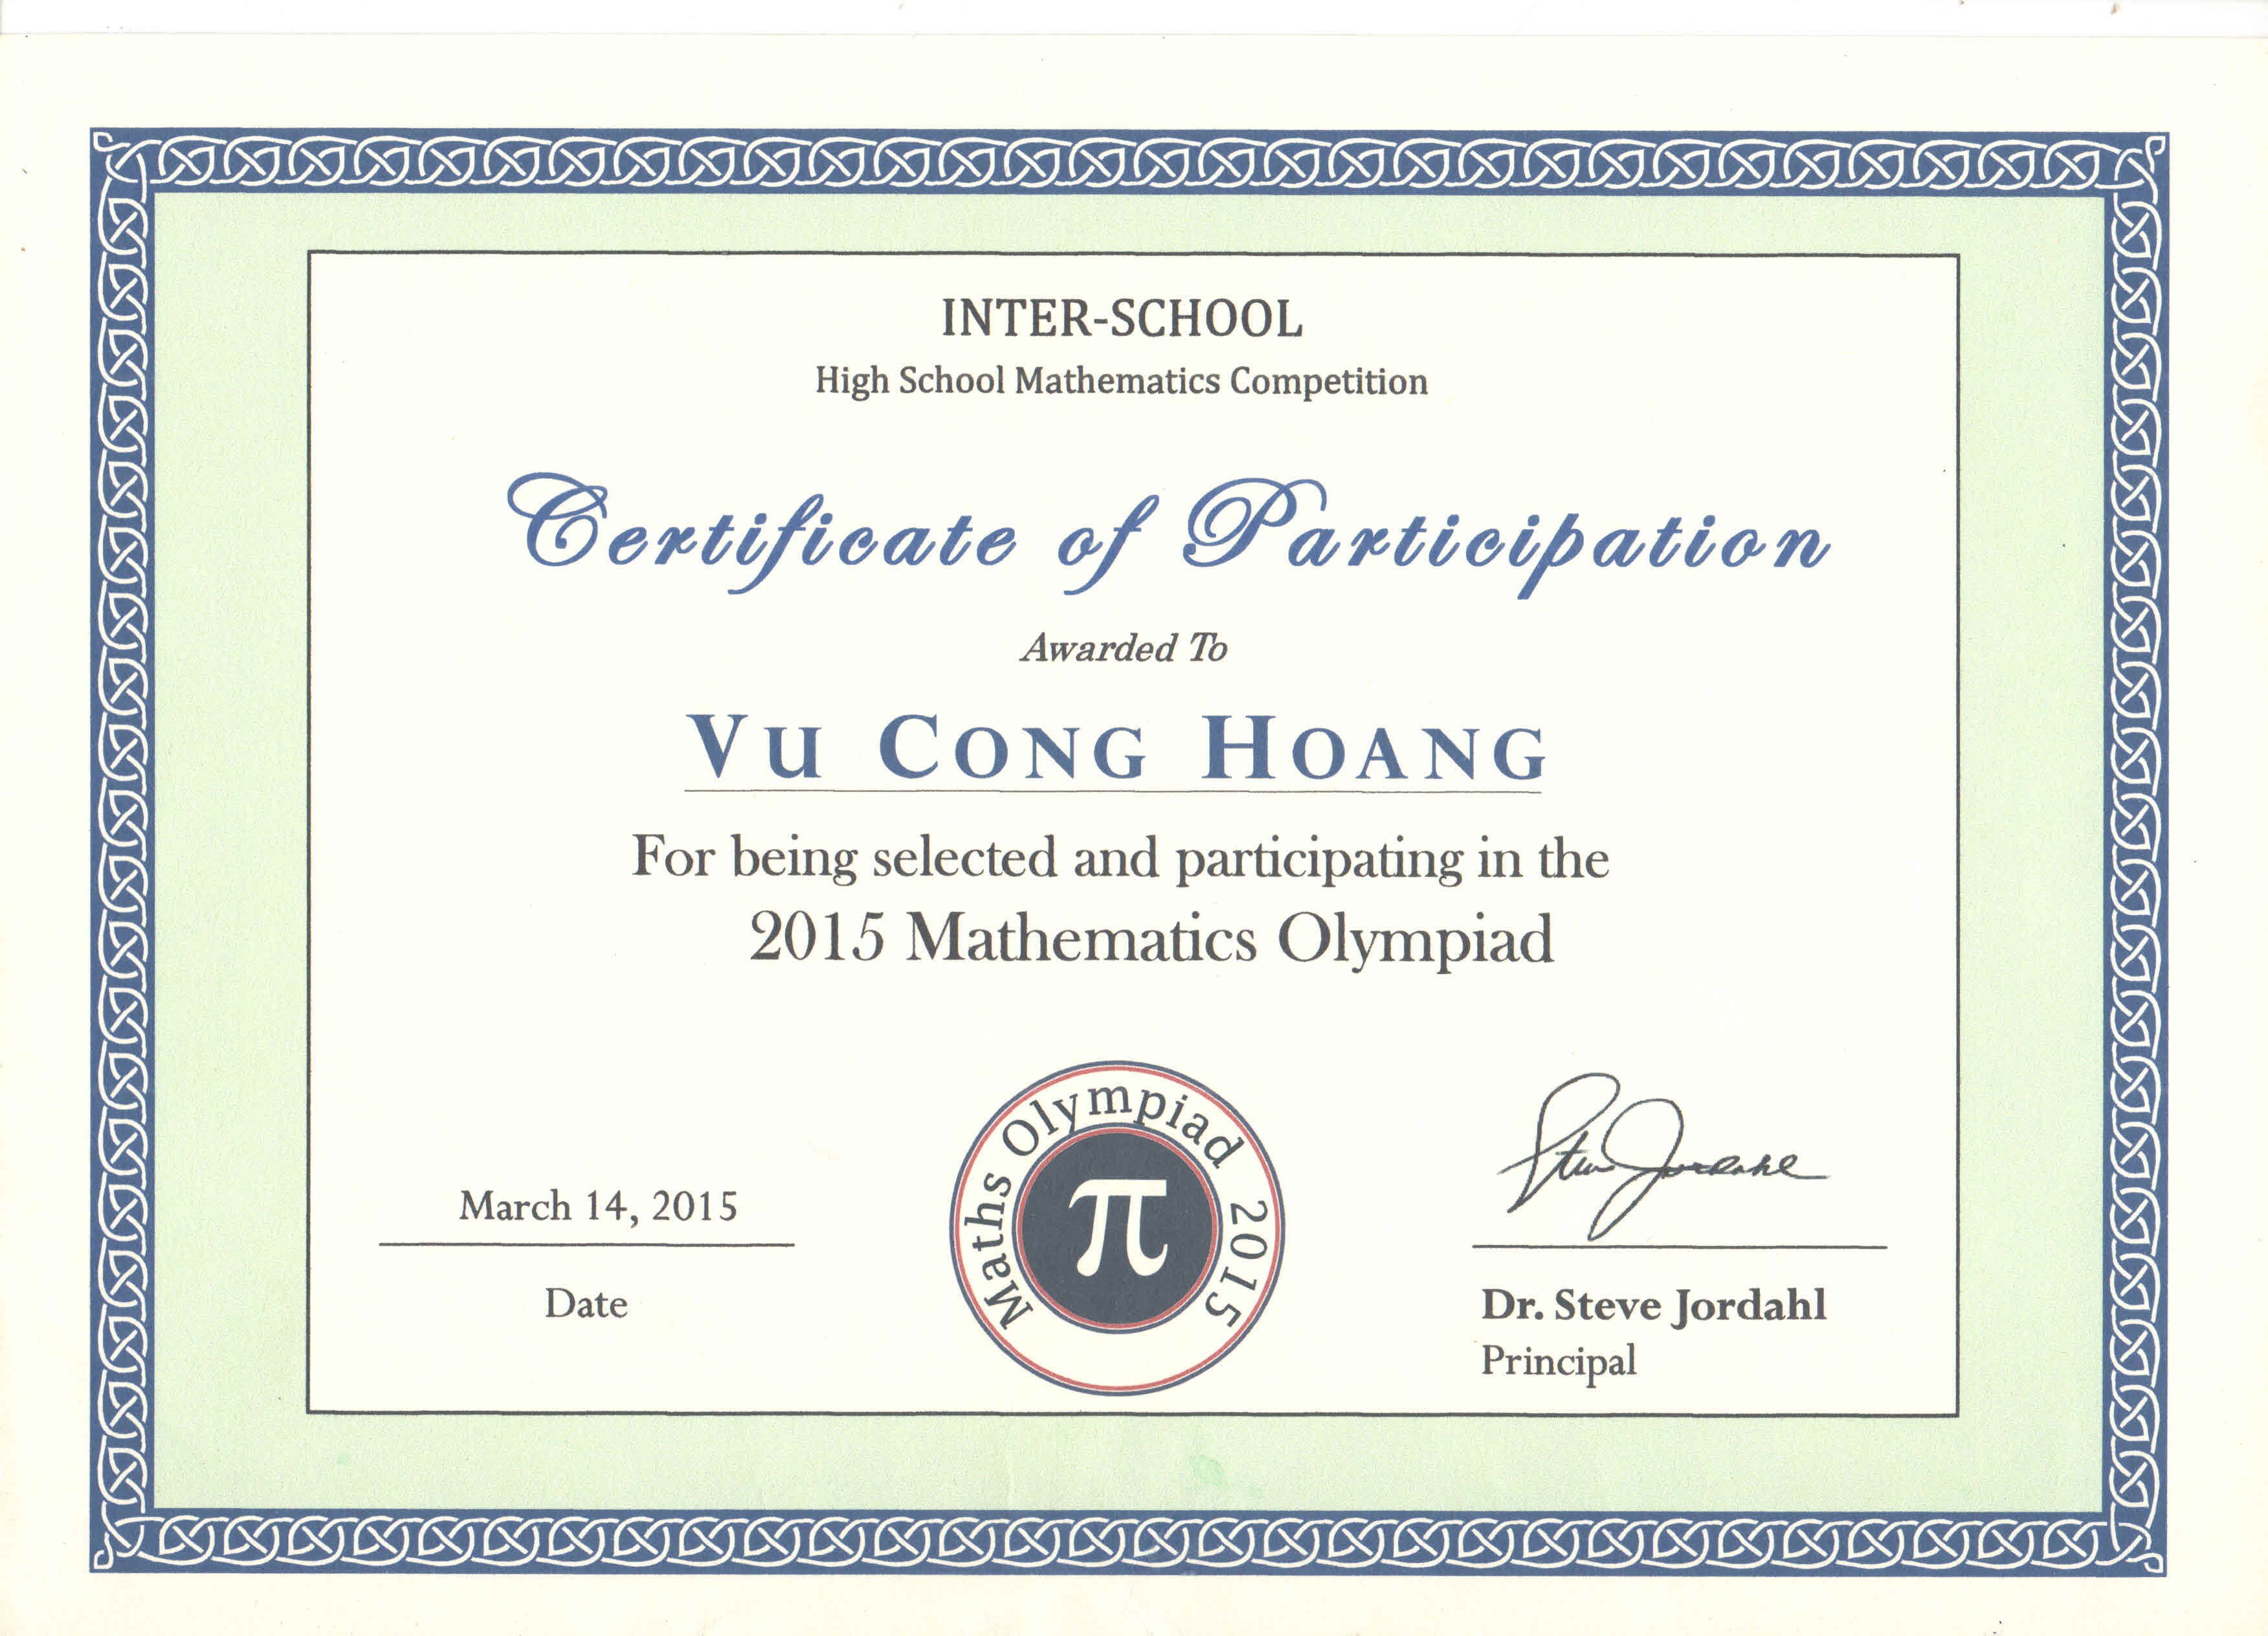 INTER-SCHOOL
High School Mathematics Competition
Certificate of Participation
Awarded To
VU CONG HOANG
For being selected and participating in the
2015 Mathematics Olympiad
Maths Olympiad 2015
π
March 14, 2015
Date
Steve Jordahl
Dr. Steve Jordahl
Principal